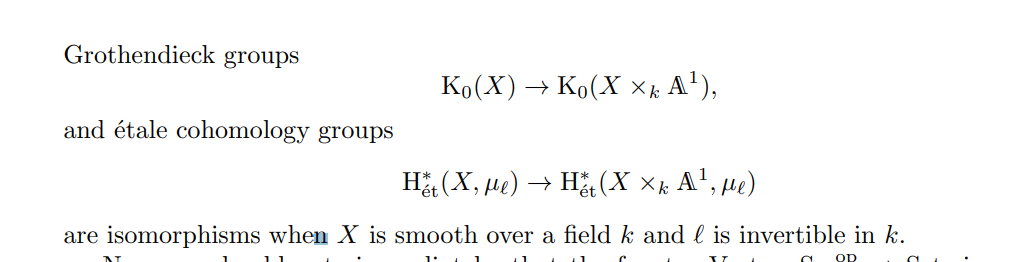 Grothendieck groups
K₀(X) → K₀(X ×ₖ 𝔸¹),
and étale cohomology groups
H*ét(X, μℓ) → H*ét(X ×ₖ 𝔸¹, μℓ)
are isomorphisms when X is smooth over a field k and ℓ is invertible in k.